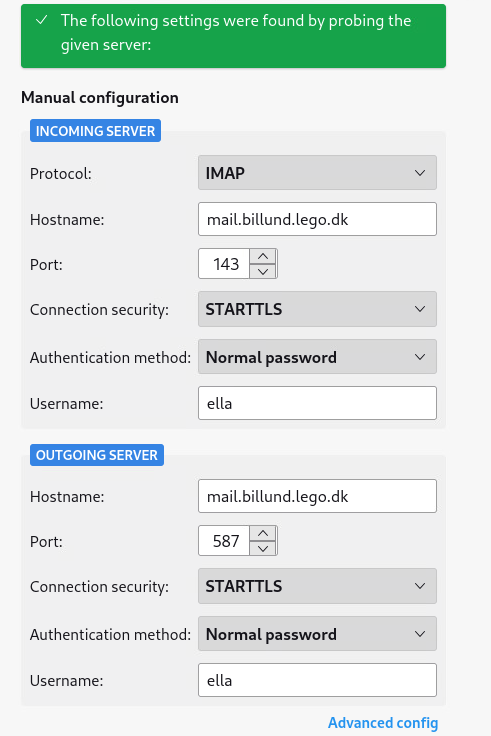 The following settings were found by probing the
given server:
Manual configuration
INCOMING SERVER
Protocol: IMAP
Hostname: mail.billund.lego.dk
Port: 143
Connection security: STARTTLS
Authentication method: Normal password
Username: ella
OUTGOING SERVER
Hostname: mail.billund.lego.dk
Port: 587
Connection security: STARTTLS
Authentication method: Normal password
Username: ella
Advanced config